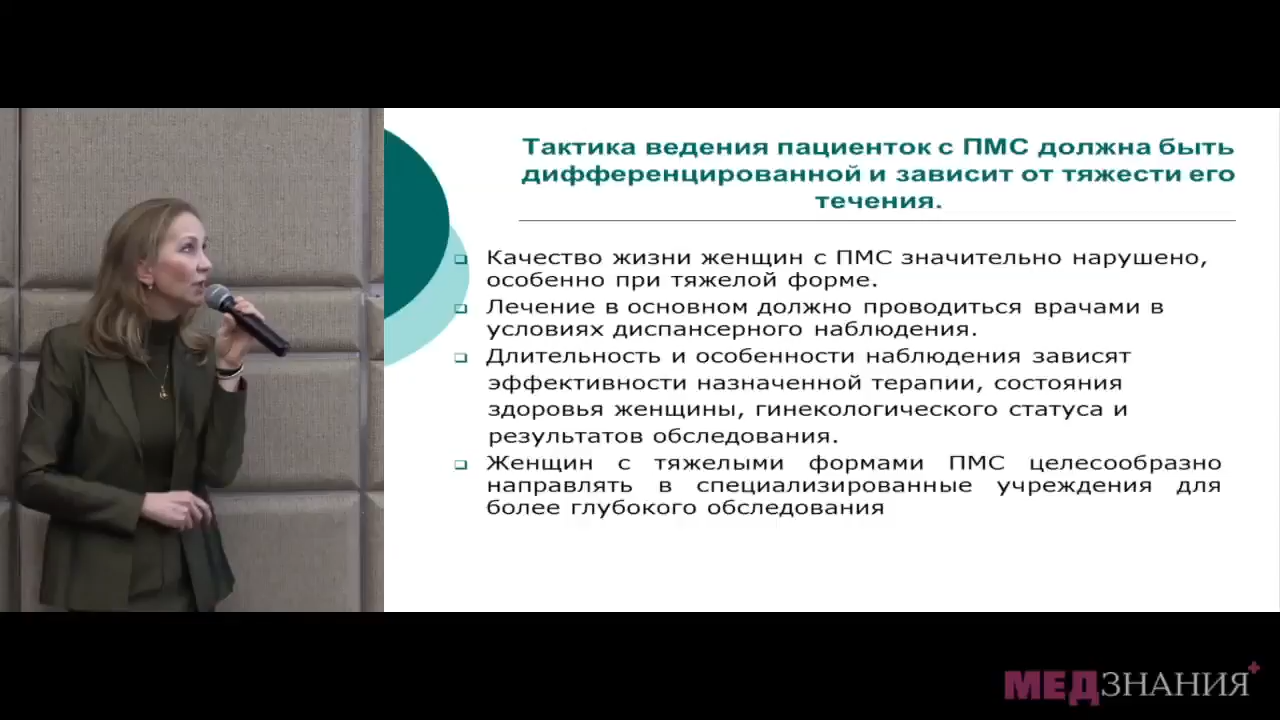 Тактика ведения пациенток с ПМС должна быть
дифференцированной и зависит от тяжести его
течения.
Качество жизни женщин с ПМС значительно нарушено,
особенно при тяжелой форме.
Лечение в основном должно проводиться врачами в
условиях диспансерного наблюдения.
Длительность и особенности наблюдения зависят
эффективности назначенной терапии, состояния
здоровья женщины, гинекологического статуса и
результатов обследования.
Женщин с тяжелыми формами ПМС целесообразно
направлять в специализированные учреждения для
более глубокого обследования
МЕДЗНАНИЯ+